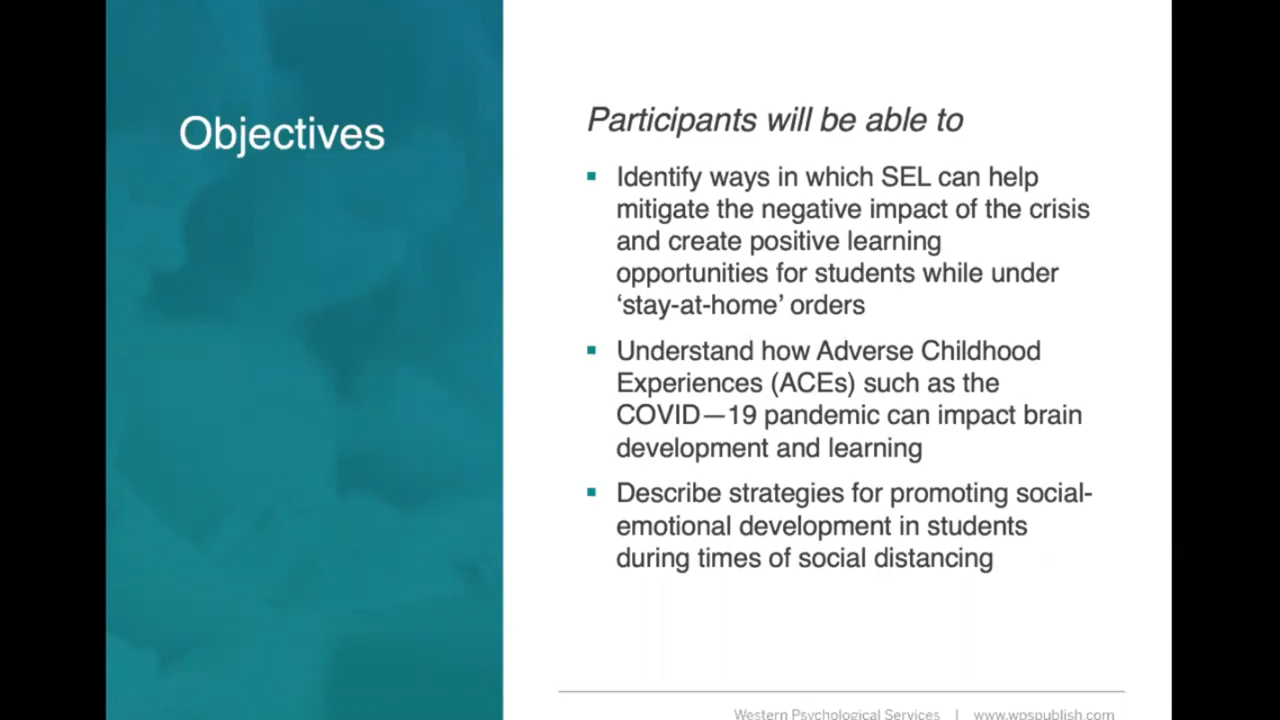 Objectives
Participants will be able to
▪ Identify ways in which SEL can help
mitigate the negative impact of the crisis
and create positive learning
opportunities for students while under
‘stay-at-home’ orders
▪ Understand how Adverse Childhood
Experiences (ACEs) such as the
COVID—19 pandemic can impact brain
development and learning
▪ Describe strategies for promoting social-
emotional development in students
during times of social distancing
Western Psychological Services | www.wpspublish.com